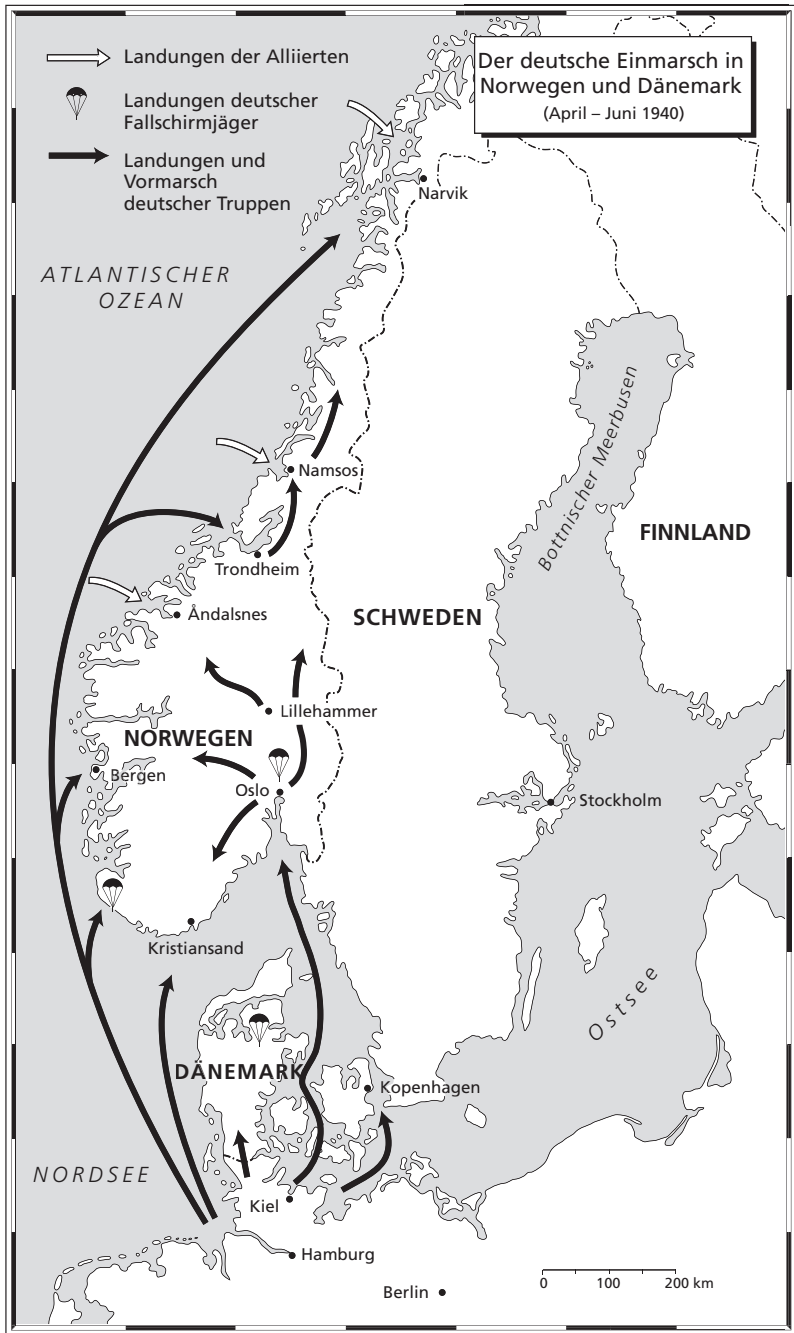 Der deutsche Einmarsch in
Norwegen und Dänemark
(April – Juni 1940)
Landungen der Alliierten
Landungen deutscher
Fallschirmjäger
Landungen und
Vormarsch
deutscher Truppen
Narvik
ATLANTISCHER
OZEAN
Bottnischer Meerbusen
Namsos
FINNLAND
Trondheim
Åndalsnes
SCHWEDEN
Lillehammer
NORWEGEN
Bergen
Oslo
Stockholm
Kristiansand
Ostsee
DÄNEMARK
Kopenhagen
NORDSEE
Kiel
Hamburg
Berlin
0 100 200 km